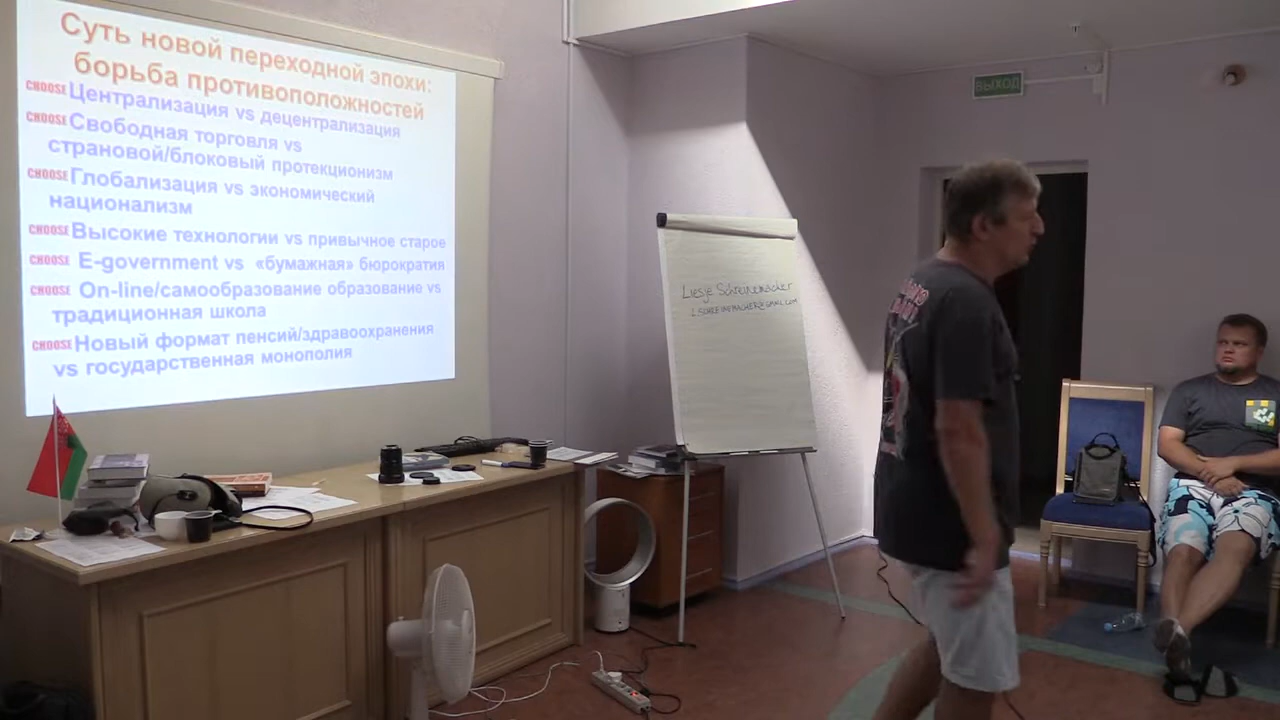 Суть новой переходной эпохи:
борьба противоположностей
CHOOSE Централизация vs децентрализация
CHOOSE Свободная торговля vs
страновой/блоковый протекционизм
CHOOSE Глобализация vs экономический
национализм
CHOOSE Высокие технологии vs привычное старое
CHOOSE E-government vs «бумажная» бюрократия
CHOOSE On-line/самообразование образование vs
традиционная школа
CHOOSE Новый формат пенсий/здравоохранения
vs государственная монополия
Liesje Schreinemacher
ВЫХОД